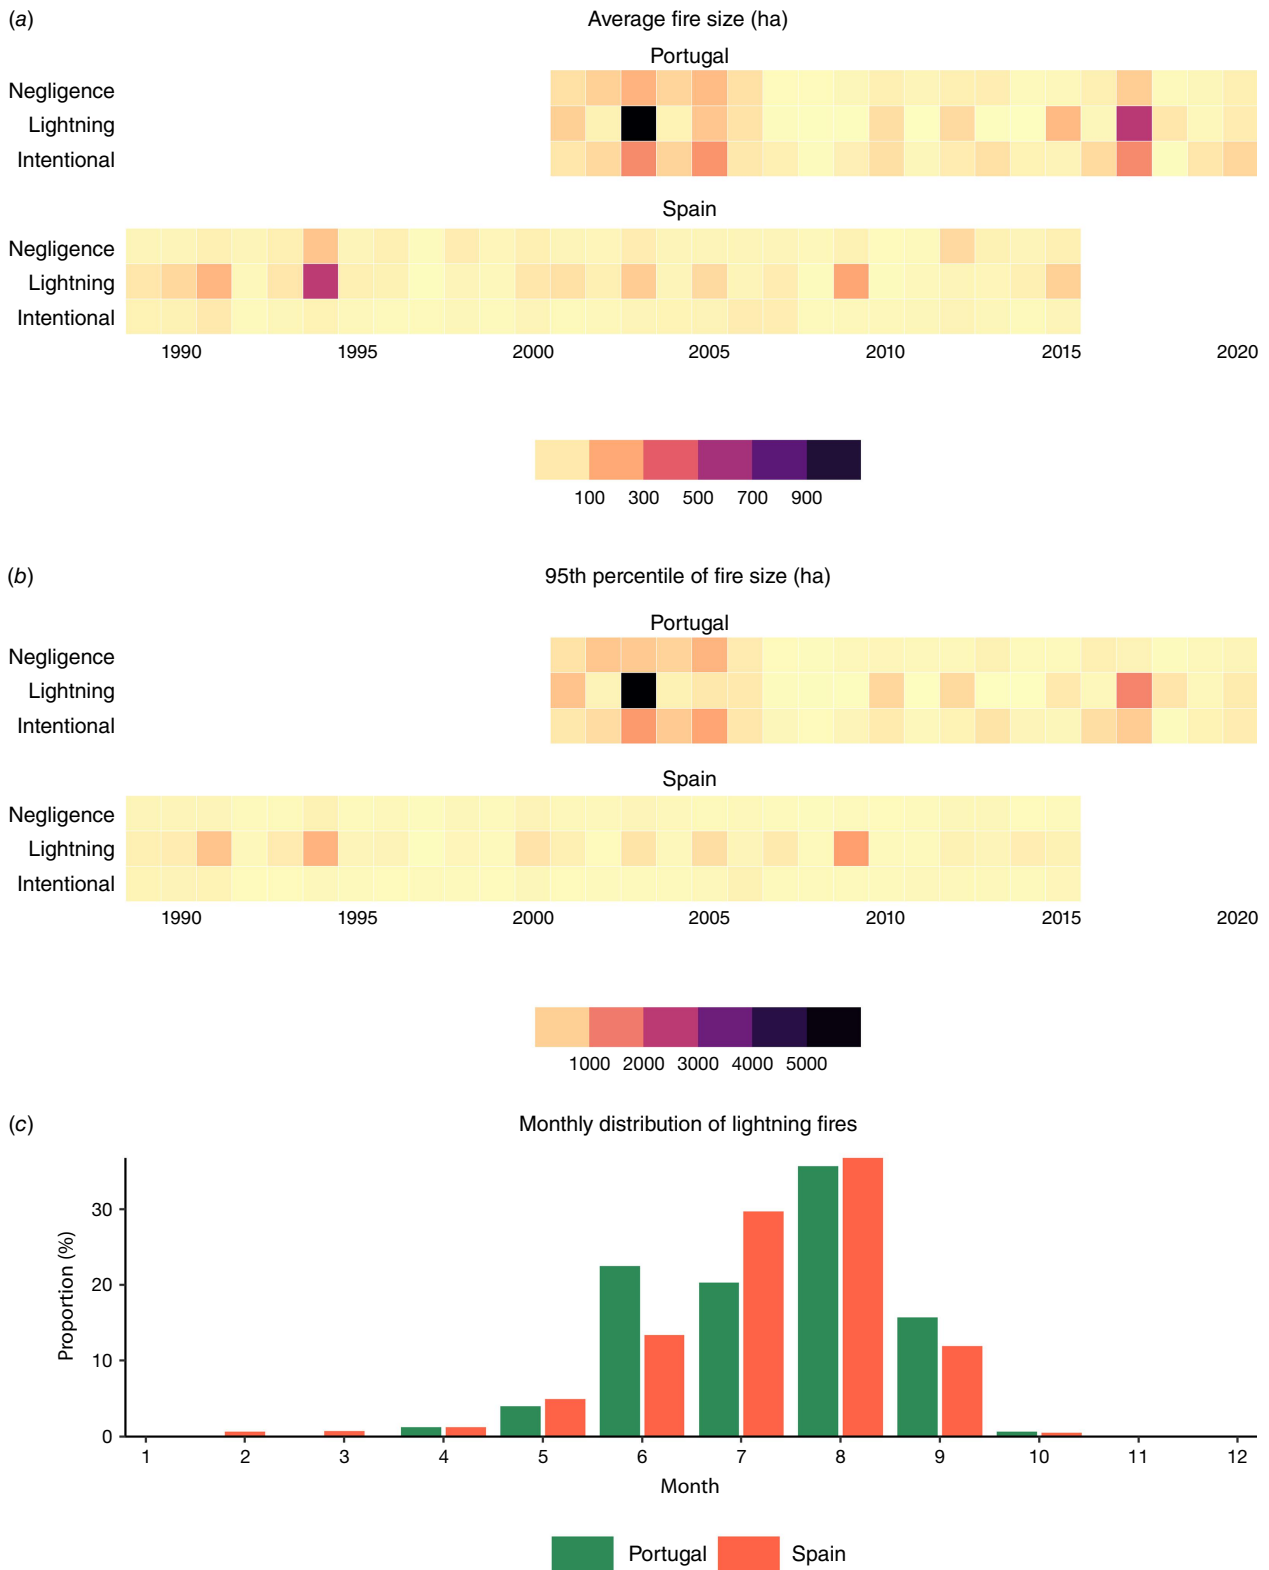 (a) Average fire size (ha)
Portugal
Negligence
Lightning
Intentional
Spain
Negligence
Lightning
Intentional
1990 1995 2000 2005 2010 2015 2020
100 300 500 700 900
(b) 95th percentile of fire size (ha)
Portugal
Negligence
Lightning
Intentional
Spain
Negligence
Lightning
Intentional
1990 1995 2000 2005 2010 2015 2020
1000 2000 3000 4000 5000
(c) Monthly distribution of lightning fires
Proportion (%)
30
20
10
0
1 2 3 4 5 6 7 8 9 10 11 12
Month
Portugal Spain